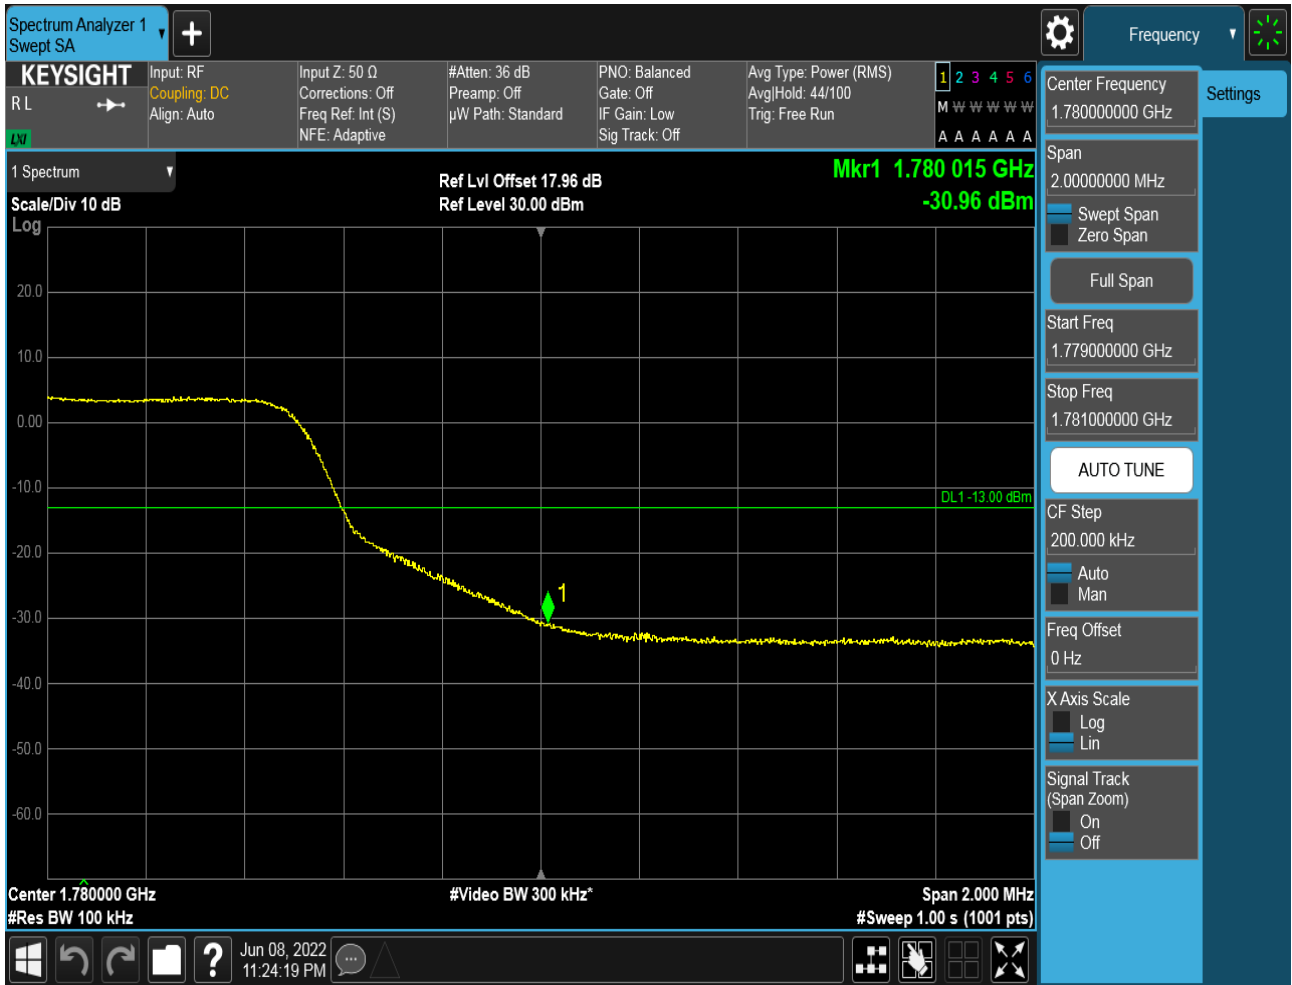 Spectrum Analyzer 1
Swept SA
Frequency
KEYSIGHT
R L
LXI
Input: RF
Coupling: DC
Align: Auto
Input Z: 50 Ω
Corrections: Off
Freq Ref: Int (S)
NFE: Adaptive
#Atten: 36 dB
Preamp: Off
µW Path: Standard
PNO: Balanced
Gate: Off
IF Gain: Low
Sig Track: Off
Avg Type: Power (RMS)
Avg|Hold: 44/100
Trig: Free Run
1 2 3 4 5 6
M W W W W W
A A A A A A
1 Spectrum
Scale/Div 10 dB
Log
Ref Lvl Offset 17.96 dB
Ref Level 30.00 dBm
Mkr1 1.780 015 GHz
-30.96 dBm
20.0
10.0
0.00
-10.0
-20.0
-30.0
-40.0
-50.0
-60.0
DL1 -13.00 dBm
1
Center 1.780000 GHz
#Res BW 100 kHz
#Video BW 300 kHz*
Span 2.000 MHz
#Sweep 1.00 s (1001 pts)
Jun 08, 2022
11:24:19 PM
Settings
Center Frequency
1.780000000 GHz
Span
2.00000000 MHz
Swept Span
Zero Span
Full Span
Start Freq
1.779000000 GHz
Stop Freq
1.781000000 GHz
AUTO TUNE
CF Step
200.000 kHz
Auto
Man
Freq Offset
0 Hz
X Axis Scale
Log
Lin
Signal Track
(Span Zoom)
On
Off